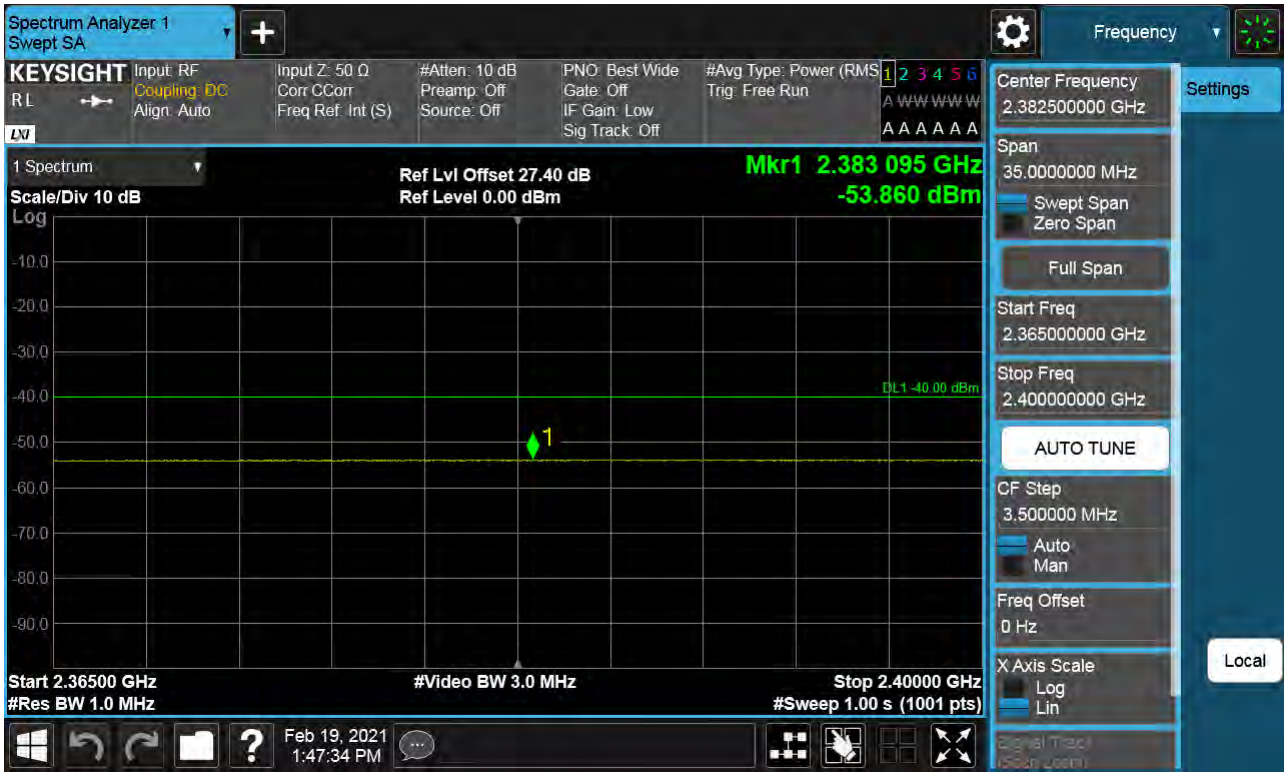 Spectrum Analyzer 1
Swept SA
+
Frequency
KEYSIGHT
R L
LXI
Input: RF
Coupling: DC
Align: Auto
Input Z: 50 Ω
Corr CCorr
Freq Ref: Int (S)
#Atten: 10 dB
Preamp: Off
Source: Off
PNO: Best Wide
Gate: Off
IF Gain: Low
Sig Track: Off
#Avg Type: Power (RMS
Trig: Free Run
1 2 3 4 5 6
A W W W W W
A A A A A A
1 Spectrum
Scale/Div 10 dB
Log
Ref Lvl Offset 27.40 dB
Ref Level 0.00 dBm
Mkr1 2.383 095 GHz
-53.860 dBm
-10.0
-20.0
-30.0
-40.0
DL1 -40.00 dBm
1
-50.0
-60.0
-70.0
-80.0
-90.0
Start 2.36500 GHz
#Res BW 1.0 MHz
#Video BW 3.0 MHz
Stop 2.40000 GHz
#Sweep 1.00 s (1001 pts)
Center Frequency
2.382500000 GHz
Settings
Span
35.0000000 MHz
Swept Span
Zero Span
Full Span
Start Freq
2.365000000 GHz
Stop Freq
2.400000000 GHz
AUTO TUNE
CF Step
3.500000 MHz
Auto
Man
Freq Offset
0 Hz
X Axis Scale
Log
Lin
Signal Track
(Span Zoom)
Local
?
Feb 19, 2021
1:47:34 PM